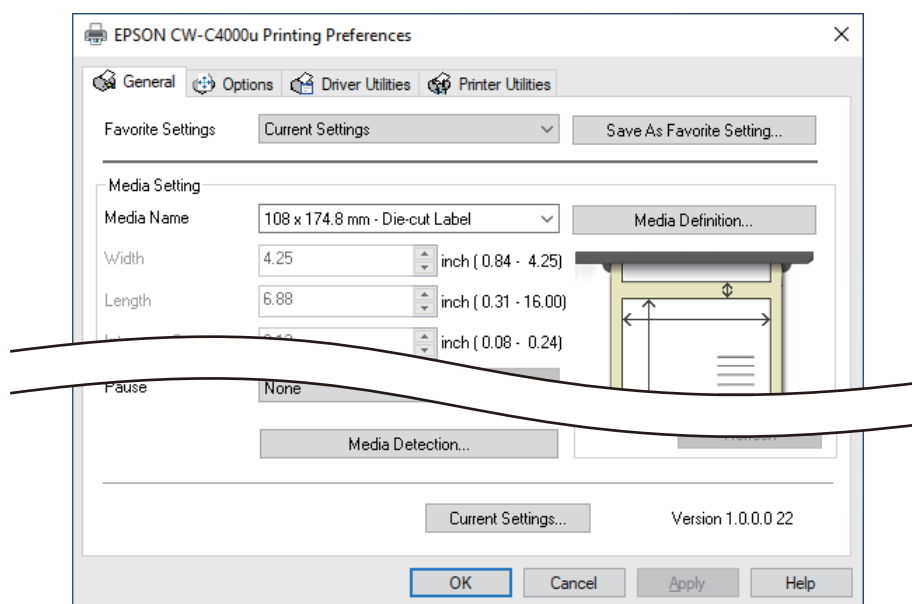 EPSON CW-C4000u Printing Preferences
General Options Driver Utilities Printer Utilities
Favorite Settings Current Settings Save As Favorite Setting...
Media Setting
Media Name 108 x 174.8 mm - Die-cut Label Media Definition...
Width 4.25 inch ( 0.84 - 4.25)
Length 6.88 inch ( 0.31 - 16.00)
inch ( 0.08 - 0.24)
Pause None
Media Detection...
Current Settings... Version 1.0.0.0 22
OK Cancel Apply Help